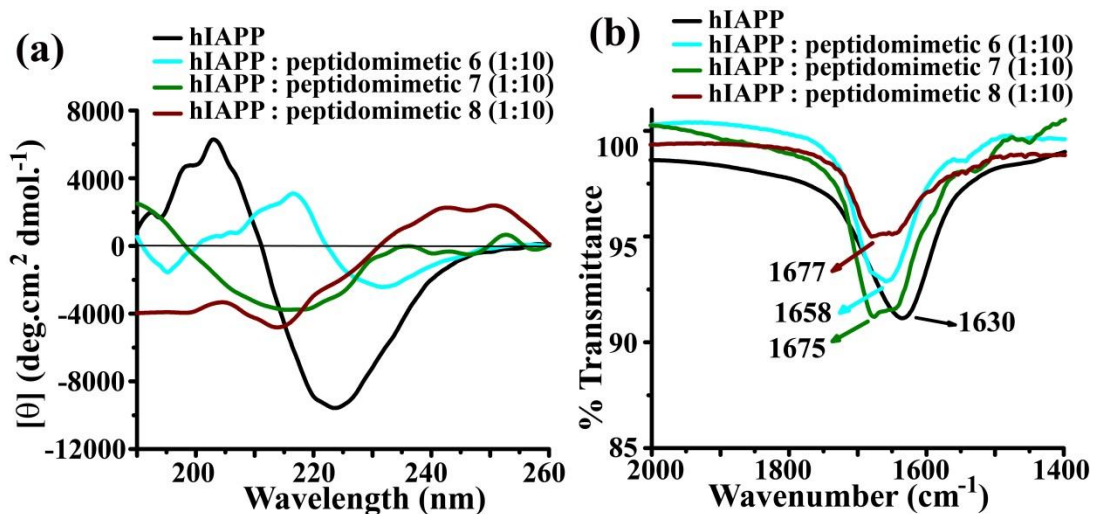 (a)
hIAPP
hIAPP : peptidomimetic 6 (1:10)
hIAPP : peptidomimetic 7 (1:10)
hIAPP : peptidomimetic 8 (1:10)
8000
4000
0
-4000
-8000
-12000
[θ] (deg.cm.² dmol.⁻¹)
200 220 240 260
Wavelength (nm)
(b)
hIAPP
hIAPP : peptidomimetic 6 (1:10)
hIAPP : peptidomimetic 7 (1:10)
hIAPP : peptidomimetic 8 (1:10)
100
95
90
85
% Transmittance
1677
1658
1675
1630
2000 1800 1600 1400
Wavenumber (cm⁻¹)